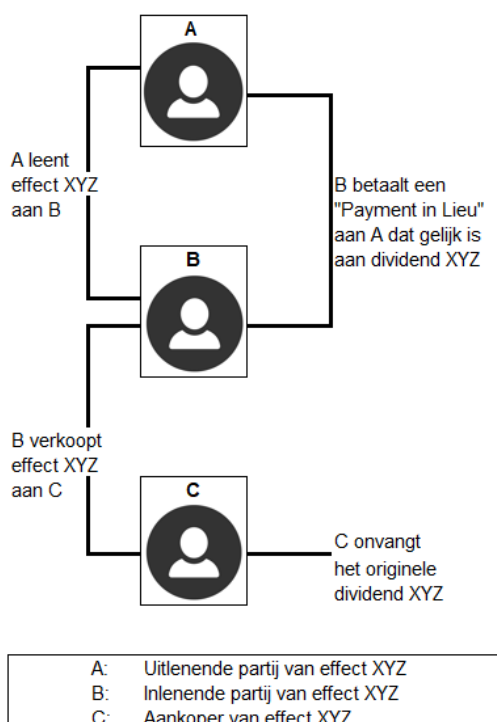 A
A leent
effect XYZ
aan B
B betaalt een
"Payment in Lieu"
aan A dat gelijk is
aan dividend XYZ
B
B verkoopt
effect XYZ
aan C
C
C onvangt
het originele
dividend XYZ
A: Uitlenende partij van effect XYZ
B: Inlenende partij van effect XYZ
C: Aankoper van effect XYZ